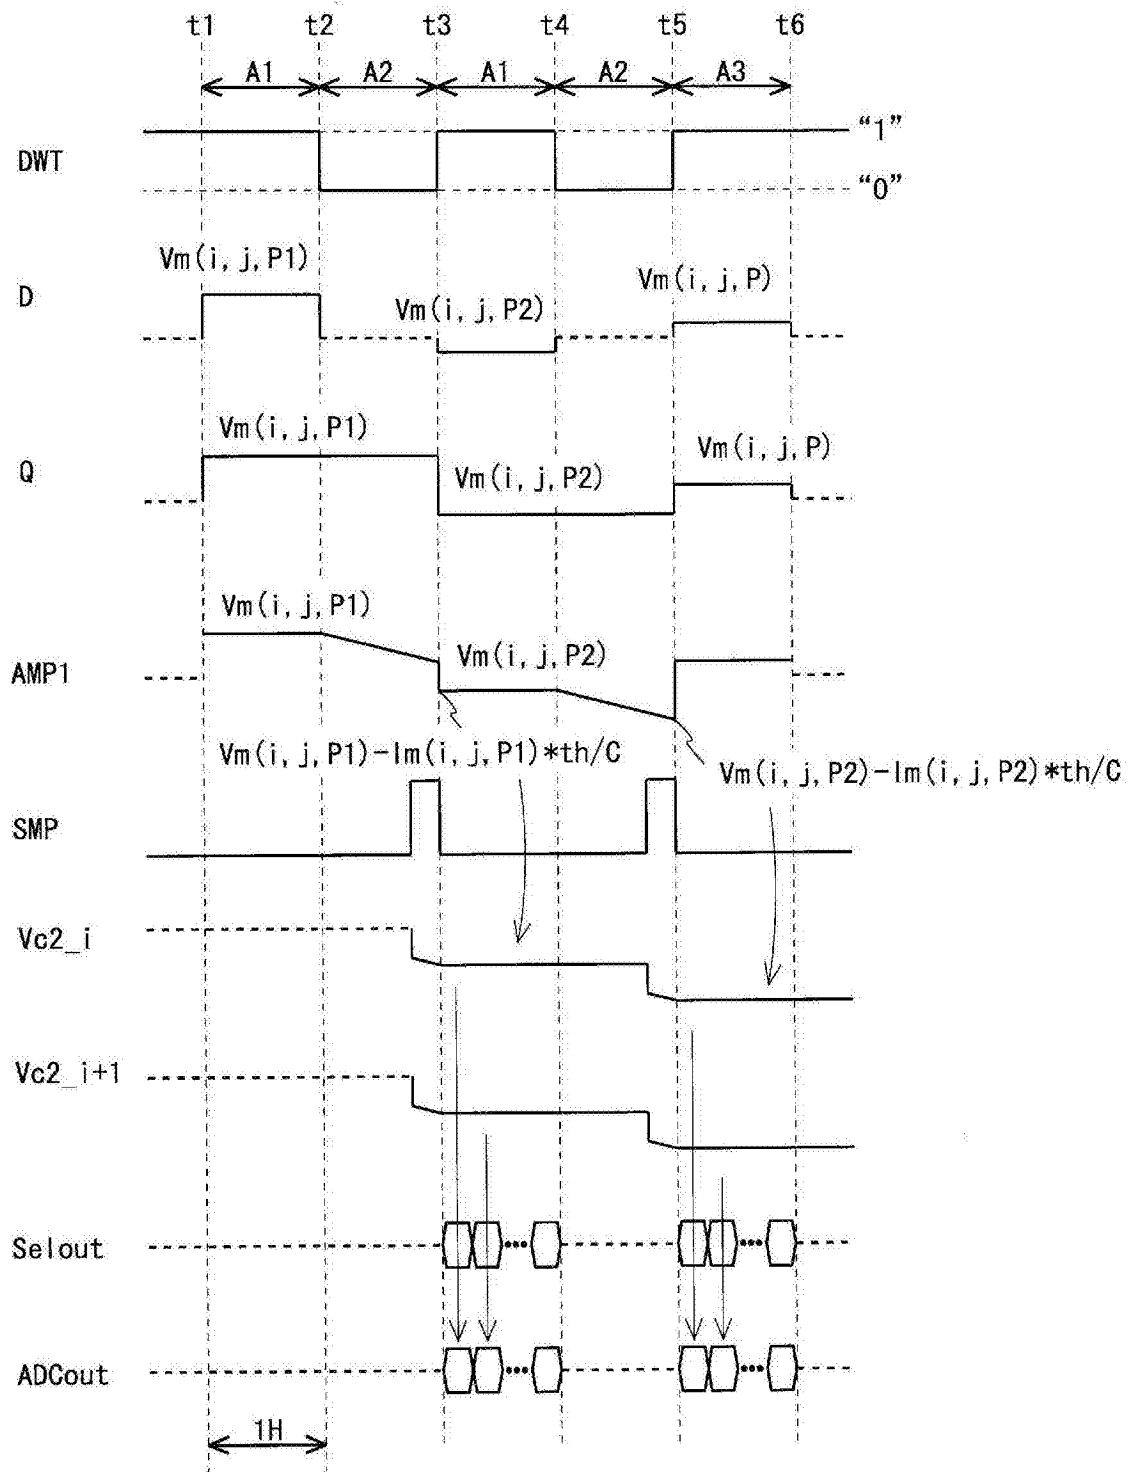 t1 t2 t3 t4 t5 t6
A1 A2 A1 A2 A3
DWT
“1”
“0”
D
Vm(i, j, P1)
Vm(i, j, P2)
Vm(i, j, P)
Q
Vm(i, j, P1)
Vm(i, j, P2)
Vm(i, j, P)
AMP1
Vm(i, j, P1)
Vm(i, j, P2)
Vm(i, j, P1)-Im(i, j, P1)*th/C
Vm(i, j, P2)-Im(i, j, P2)*th/C
SMP
Vc2_i
Vc2_i+1
Selout
ADCout
1H